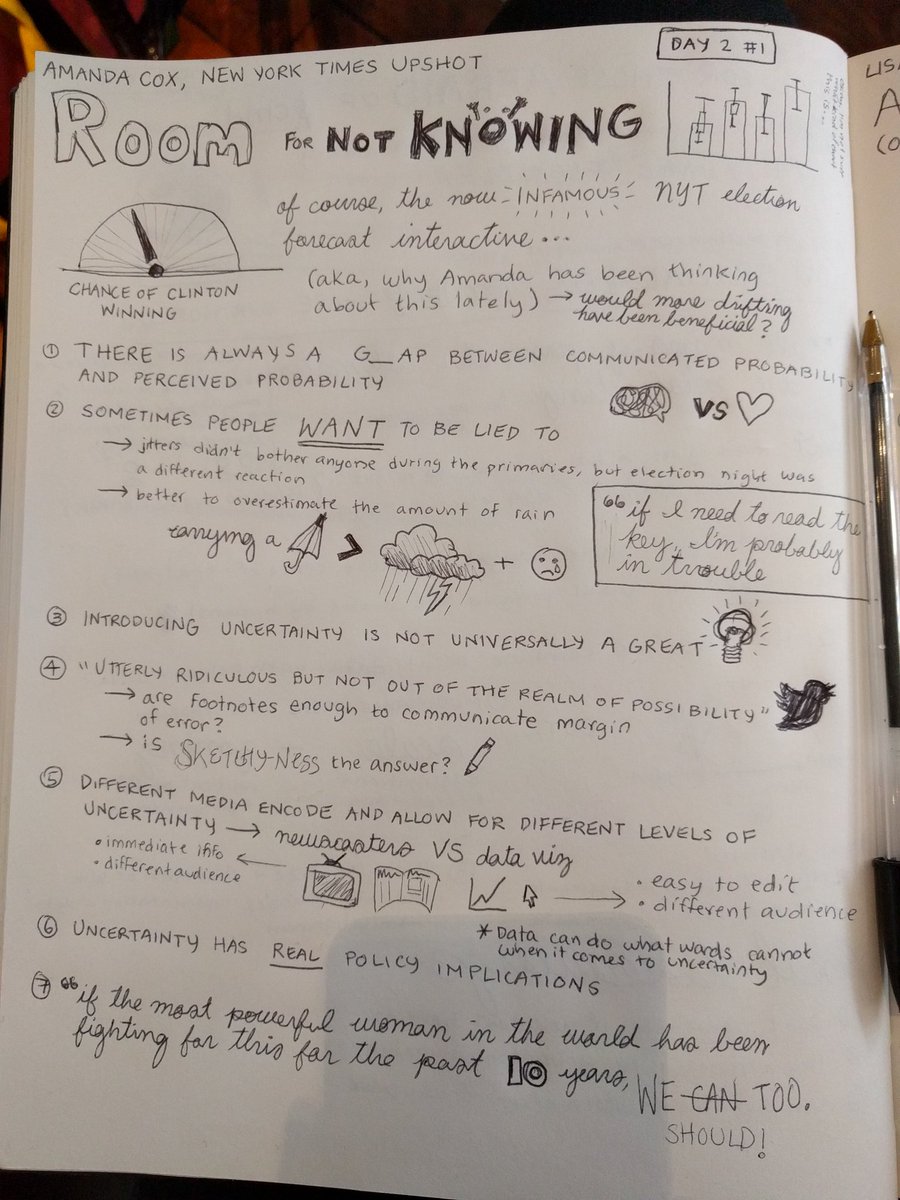 DAY 2 #1
AMANDA COX, NEW YORK TIMES UPSHOT
ROOM FOR NOT KNOWING
of course, the now INFAMOUS NYT election
forecast interactive...
(aka, why Amanda has been thinking
about this lately) → would more drifting
have been beneficial?
CHANCE OF CLINTON
WINNING
① THERE IS ALWAYS A G_AP BETWEEN COMMUNICATED PROBABILITY
AND PERCEIVED PROBABILITY
VS
② SOMETIMES PEOPLE WANT TO BE LIED TO
→ jitters didn't bother anyone during the primaries, but election night was
a different reaction
→ better to overestimate the amount of rain
carrying a > +
"if I need to read the
key, I'm probably
in trouble
③ INTRODUCING UNCERTAINTY IS NOT UNIVERSALLY A GREAT
④ "UTTERLY RIDICULOUS BUT NOT OUT OF THE REALM OF POSSIBILITY"
→ are footnotes enough to communicate margin
of error?
→ is SKETCHY-NESS the answer?
⑤ DIFFERENT MEDIA ENCODE AND ALLOW FOR DIFFERENT LEVELS OF
UNCERTAINTY → newscasters VS data viz
• immediate info
• different audience
• easy to edit
• different audience
* Data can do what words cannot
when it comes to uncertainty
⑥ UNCERTAINTY HAS REAL POLICY IMPLICATIONS
⑦ "if the most powerful woman in the world has been
fighting for this for the past 10 years,
WE CAN TOO.
SHOULD!
LIS
A
(O